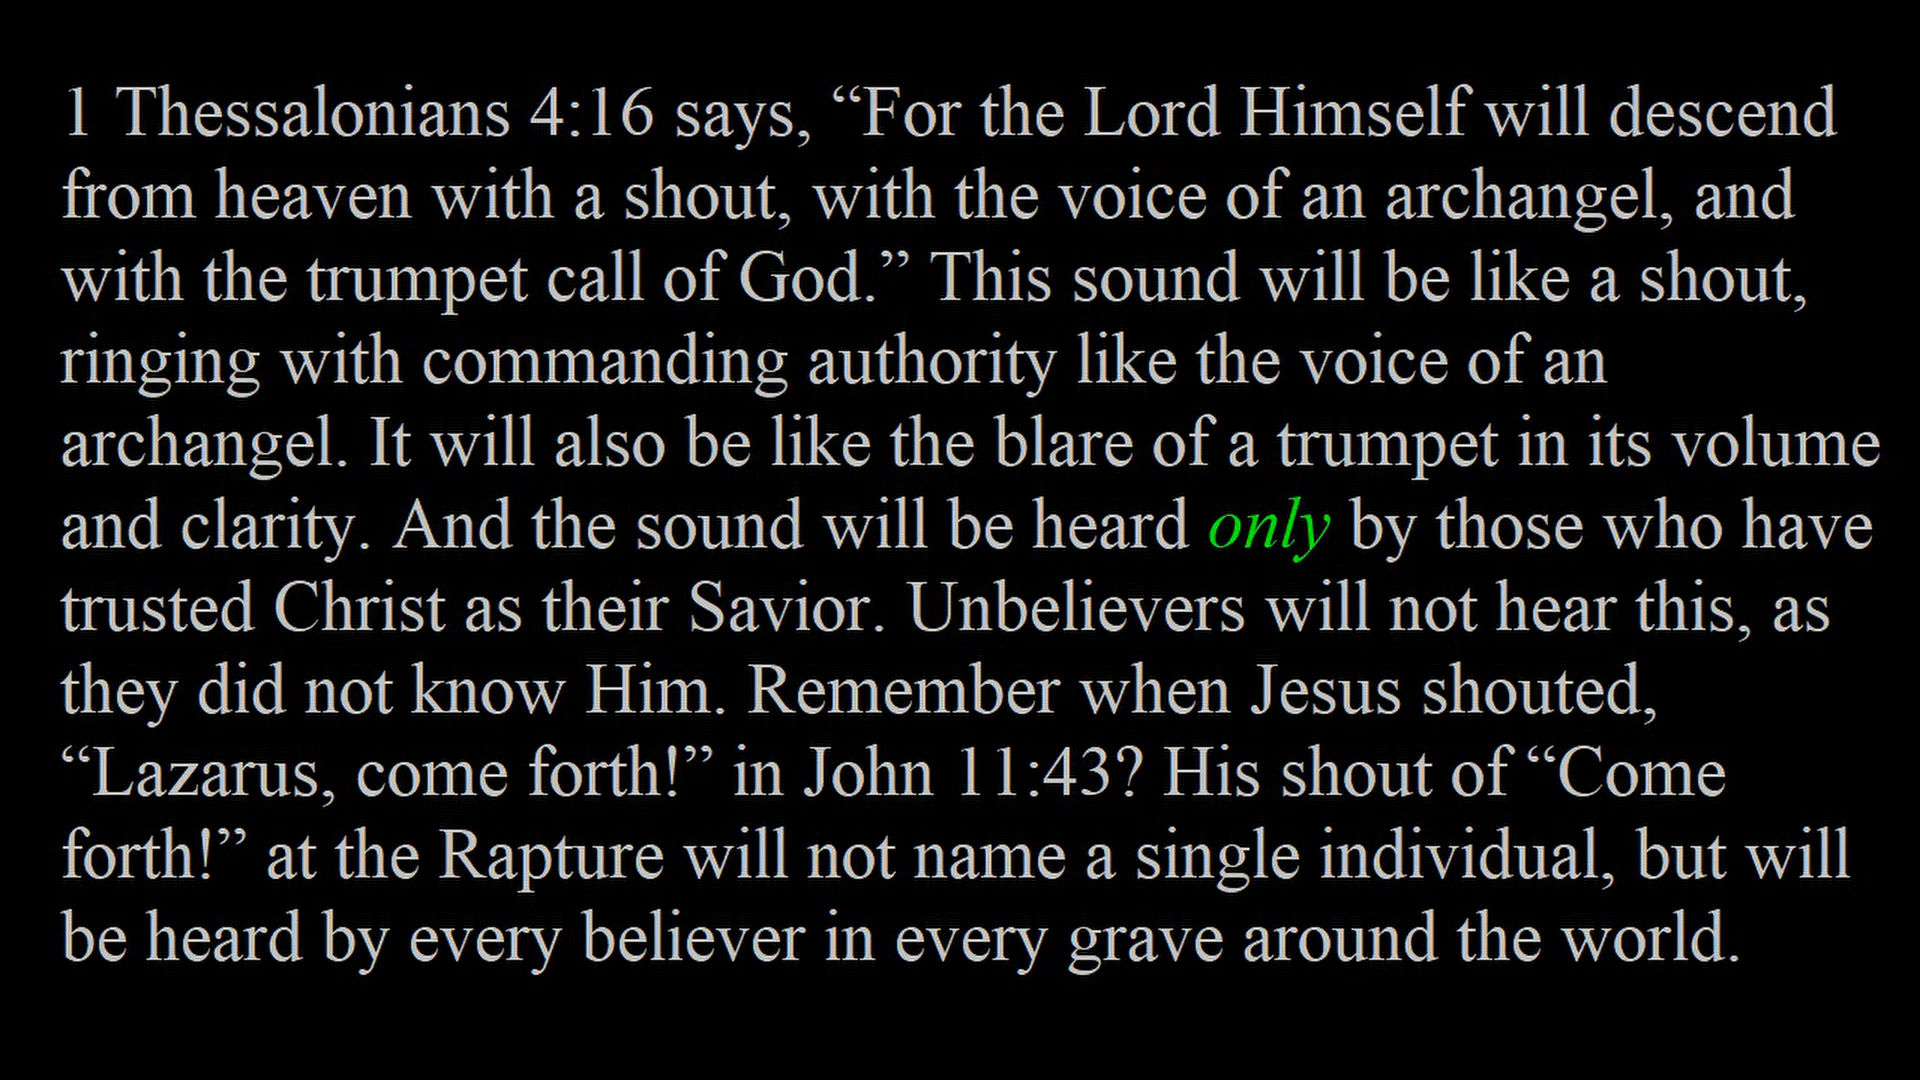 1 Thessalonians 4:16 says, “For the Lord Himself will descend
from heaven with a shout, with the voice of an archangel, and
with the trumpet call of God.” This sound will be like a shout,
ringing with commanding authority like the voice of an
archangel. It will also be like the blare of a trumpet in its volume
and clarity. And the sound will be heard only by those who have
trusted Christ as their Savior. Unbelievers will not hear this, as
they did not know Him. Remember when Jesus shouted,
“Lazarus, come forth!” in John 11:43? His shout of “Come
forth!” at the Rapture will not name a single individual, but will
be heard by every believer in every grave around the world.